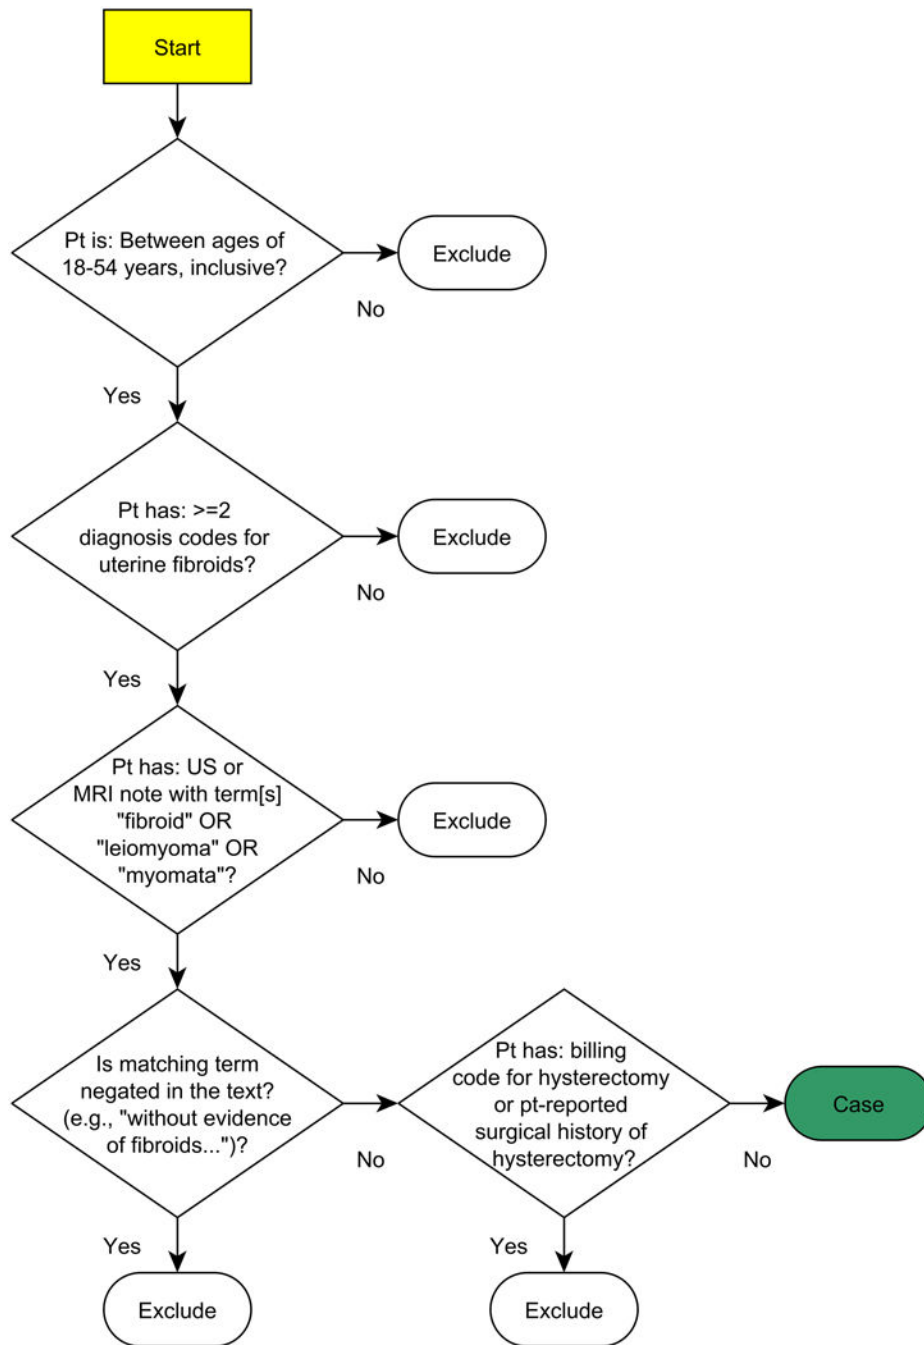 Start
Pt is: Between ages of
18-54 years, inclusive?
Exclude
No
Yes
Pt has: >=2
diagnosis codes for
uterine fibroids?
Exclude
No
Yes
Pt has: US or
MRI note with term[s]
"fibroid" OR
"leiomyoma" OR
"myomata"?
Exclude
No
Yes
Is matching term
negated in the text?
(e.g., "without evidence
of fibroids...")?
No
Pt has: billing
code for hysterectomy
or pt-reported
surgical history of
hysterectomy?
No
Case
Yes
Exclude
Yes
Exclude